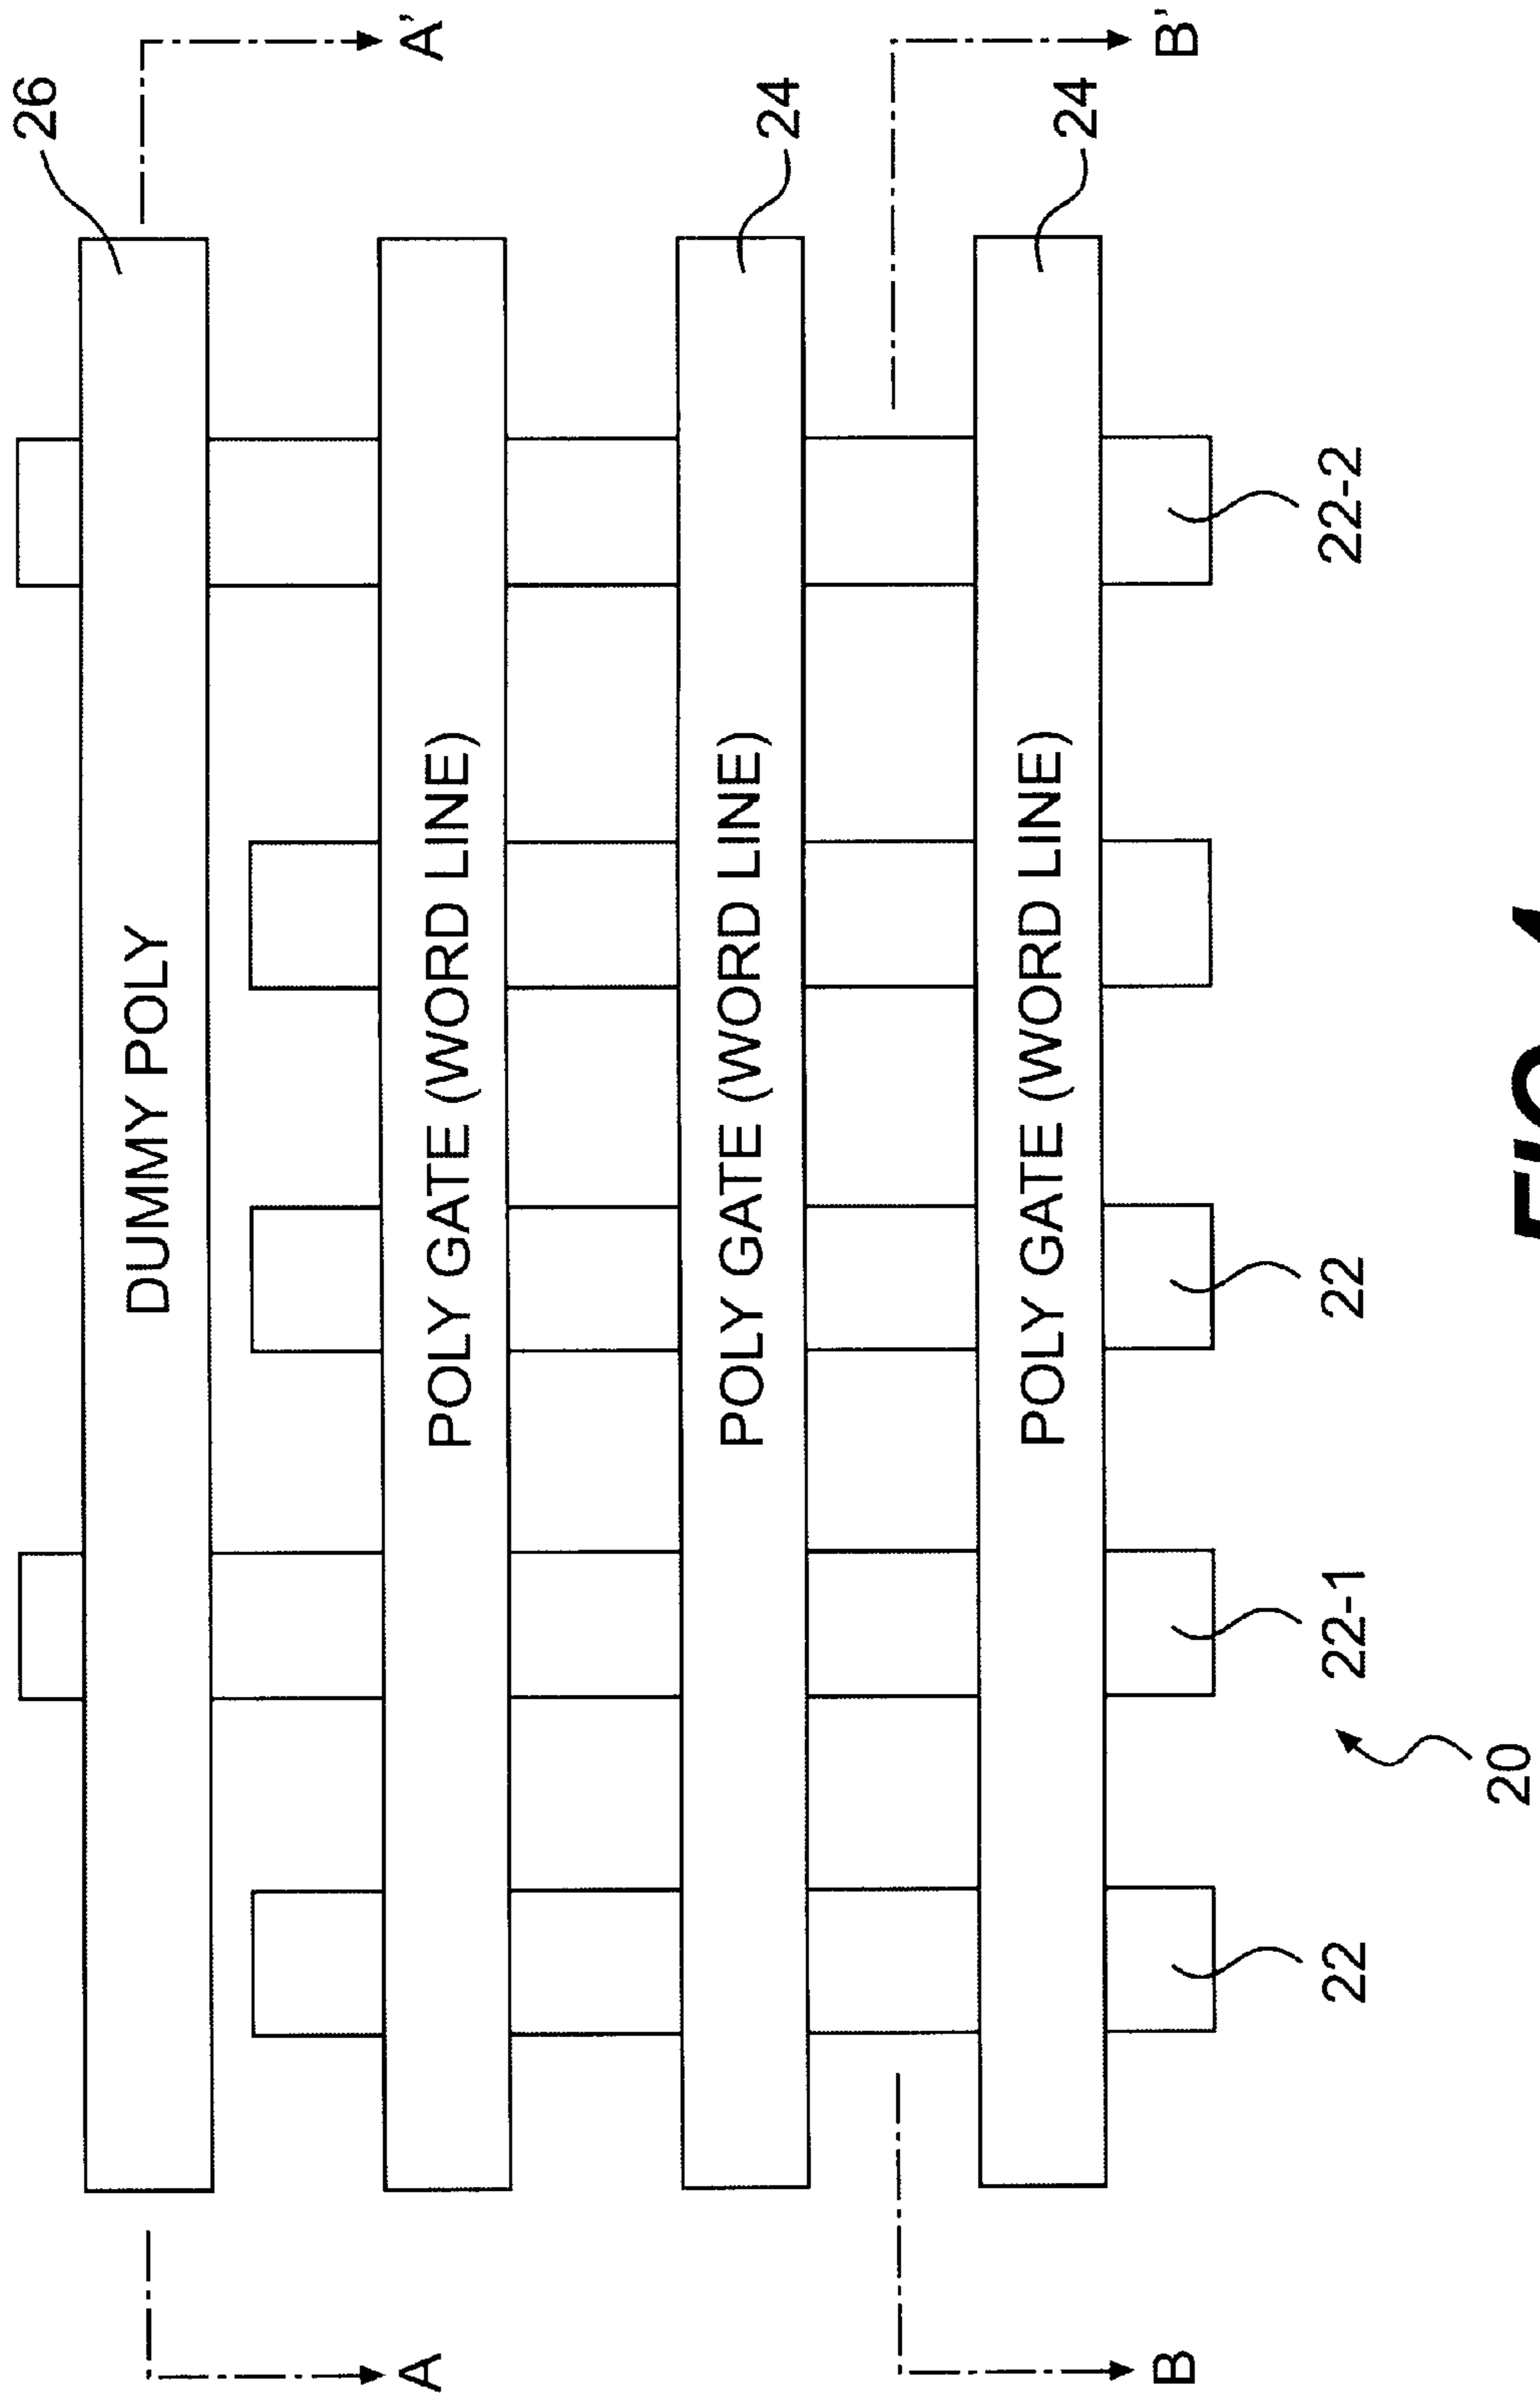 26
DUMMY POLY
A
A'
POLY GATE (WORD LINE)
POLY GATE (WORD LINE)
24
POLY GATE (WORD LINE)
24
B
B'
22
22-1
22
22-2
20